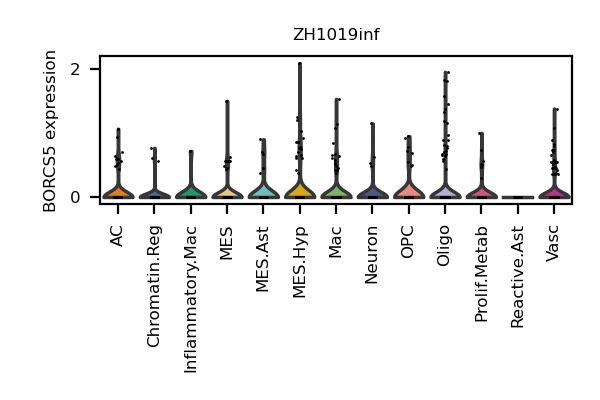 ZH1019inf
BORCS5 expression
2
0
AC
Chromatin.Reg
Inflammatory.Mac
MES
MES.Ast
MES.Hyp
Mac
Neuron
OPC
Oligo
Prolif.Metab
Reactive.Ast
Vasc